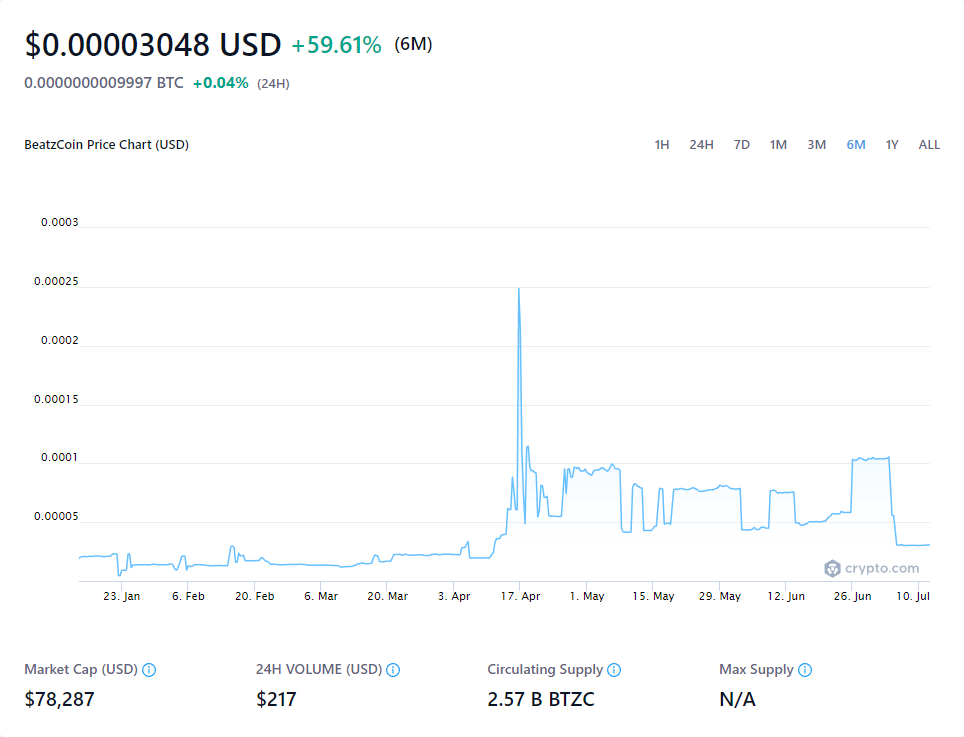 $0.00003048 USD +59.61% (6M)
0.0000000009997 BTC +0.04% (24H)
BeatzCoin Price Chart (USD) 1H 24H 7D 1M 3M 6M 1Y ALL
0.0003
0.00025
0.0002
0.00015
0.0001
0.00005
crypto.com
23. Jan 6. Feb 20. Feb 6. Mar 20. Mar 3. Apr 17. Apr 1. May 15. May 29. May 12. Jun 26. Jun 10. Jul
Market Cap (USD) 24H VOLUME (USD) Circulating Supply Max Supply
$78,287 $217 2.57 B BTZC N/A